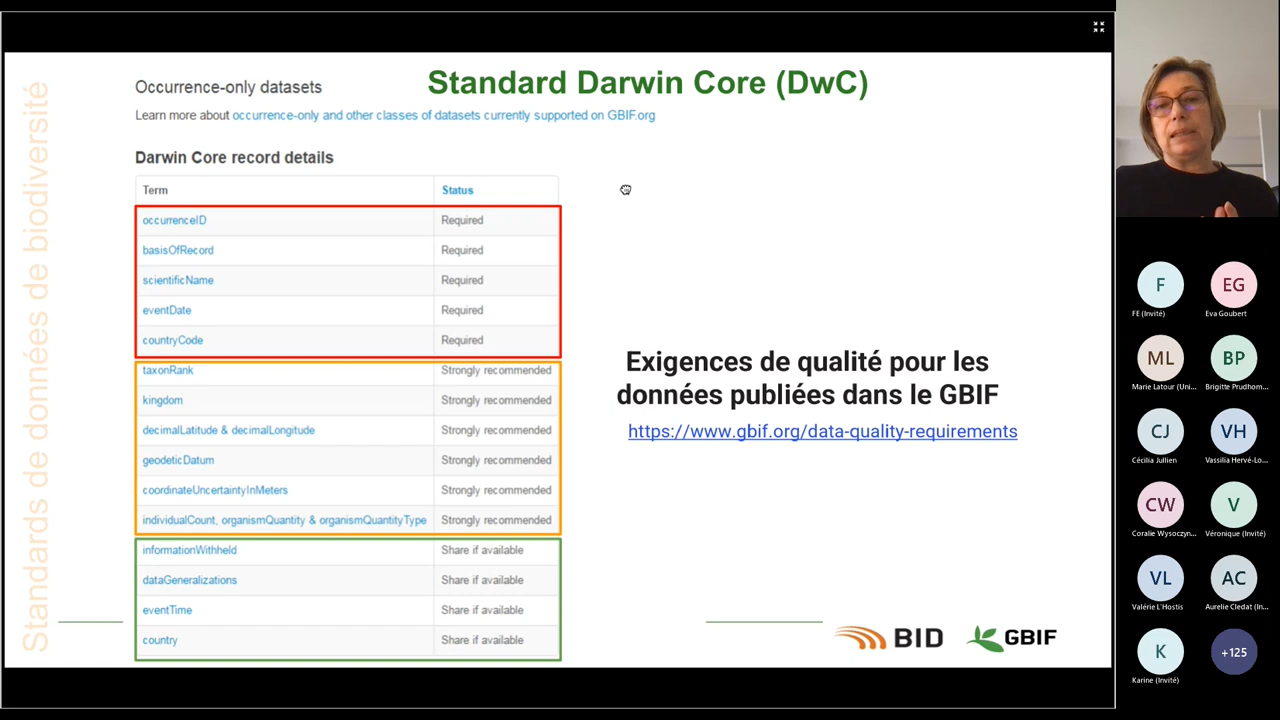 Standards de données de biodiversité
Occurrence-only datasets
Standard Darwin Core (DwC)
Learn more about occurrence-only and other classes of datasets currently supported on GBIF.org
Darwin Core record details
Term Status
occurrenceID Required
basisOfRecord Required
scientificName Required
eventDate Required
countryCode Required
taxonRank Strongly recommended
kingdom Strongly recommended
decimalLatitude & decimalLongitude Strongly recommended
geodeticDatum Strongly recommended
coordinateUncertaintyInMeters Strongly recommended
individualCount, organismQuantity & organismQuantityType Strongly recommended
informationWithheld Share if available
dataGeneralizations Share if available
eventTime Share if available
country Share if available
Exigences de qualité pour les
données publiées dans le GBIF
https://www.gbif.org/data-quality-requirements
BID GBIF
F EG
FE (Invité) Eva Goubert
ML BP
Marie Latour (Uni... Brigitte Prudhom...
CJ VH
Cécilia Jullien Vassilia Hervé-Lo...
CW V
Coralie Wysoczyn... Véronique (Invité)
VL AC
Valérie L'Hostis Aurelie Cledat (In...
K +125
Karine (Invité)